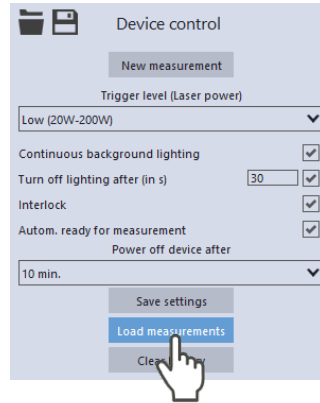 Device control
New measurement
Trigger level (Laser power)
Low (20W-200W)
Continuous background lighting
Turn off lighting after (in s) 30
Interlock
Autom. ready for measurement
Power off device after
10 min.
Save settings
Load measurements